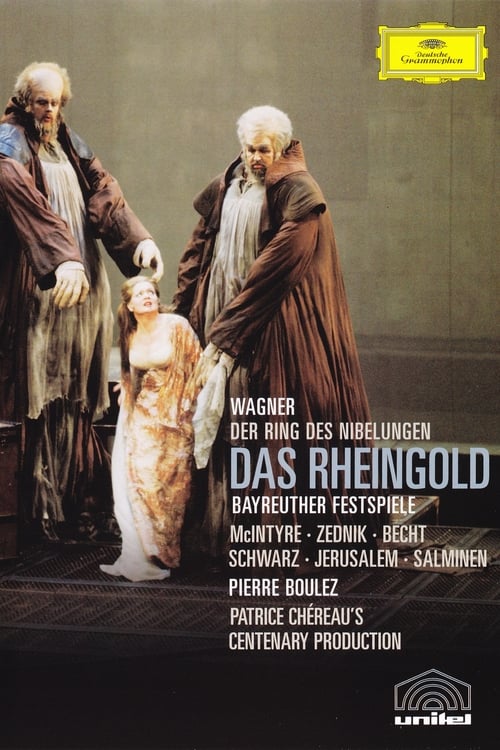 Deutsche
Grammophon
WAGNER
DER RING DES NIBELUNGEN
DAS RHEINGOLD
BAYREUTHER FESTSPIELE
McINTYRE · ZEDNIK · BECHT
SCHWARZ · JERUSALEM · SALMINEN
PIERRE BOULEZ
PATRICE CHÉREAU'S
CENTENARY PRODUCTION
unitel